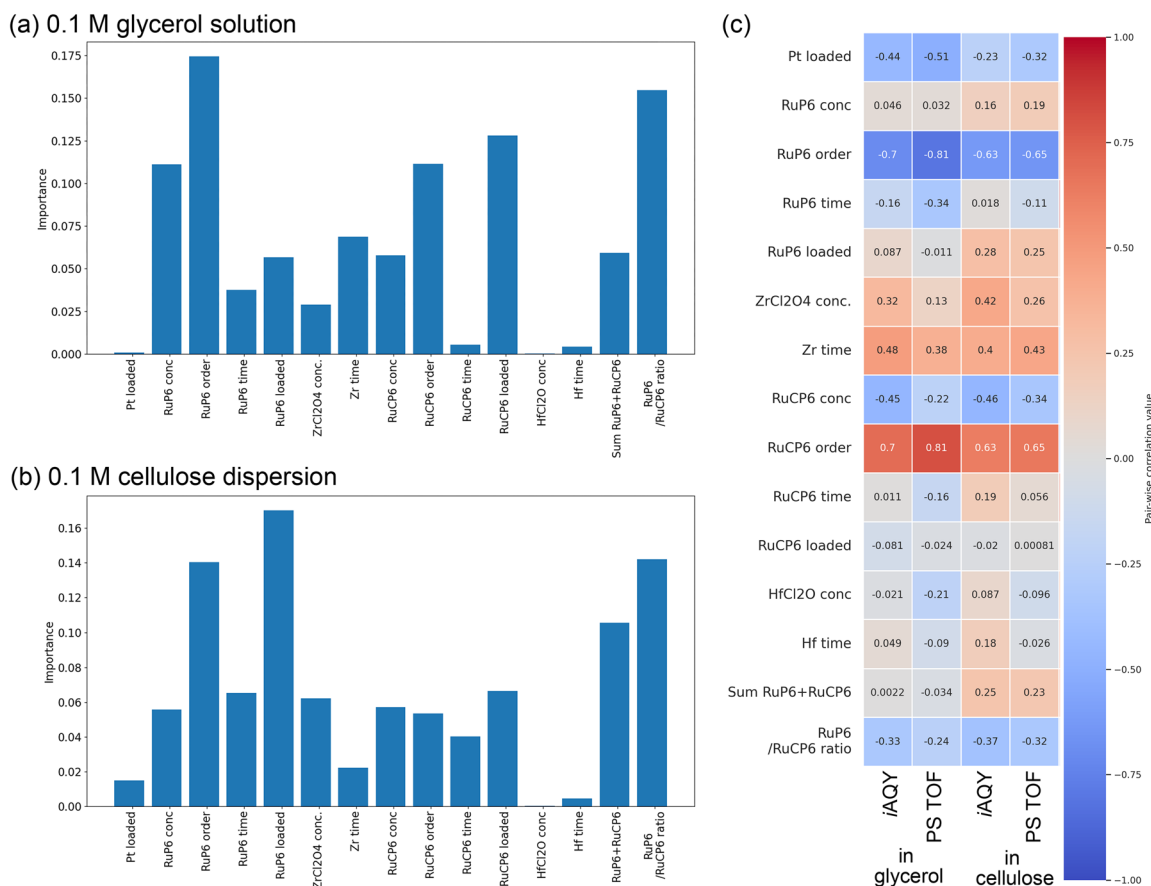 (a) 0.1 M glycerol solution
Importance
0.175
0.150
0.125
0.100
0.075
0.050
0.025
0.000
Pt loaded
RuP6 conc
RuP6 order
RuP6 time
RuP6 loaded
ZrCl2O4 conc.
Zr time
RuCP6 conc
RuCP6 order
RuCP6 time
RuCP6 loaded
HfCl2O conc
Hf time
Sum RuP6+RuCP6
RuP6
/RuCP6 ratio
(b) 0.1 M cellulose dispersion
Importance
0.16
0.14
0.12
0.10
0.08
0.06
0.04
0.02
0.00
Pt loaded
RuP6 conc
RuP6 order
RuP6 time
RuP6 loaded
ZrCl2O4 conc.
Zr time
RuCP6 conc
RuCP6 order
RuCP6 time
RuCP6 loaded
HfCl2O conc
Hf time
RuP6+RuCP6
RuP6
/RuCP6 ratio
(c)
Pt loaded -0.44 -0.51 -0.23 -0.32
RuP6 conc 0.046 0.032 0.16 0.19
RuP6 order -0.7 -0.81 -0.63 -0.65
RuP6 time -0.16 -0.34 0.018 -0.11
RuP6 loaded 0.087 -0.011 0.28 0.25
ZrCl2O4 conc. 0.32 0.13 0.42 0.26
Zr time 0.48 0.38 0.4 0.43
RuCP6 conc -0.45 -0.22 -0.46 -0.34
RuCP6 order 0.7 0.81 0.63 0.65
RuCP6 time 0.011 -0.16 0.19 0.056
RuCP6 loaded -0.081 -0.024 -0.02 0.00081
HfCl2O conc -0.021 -0.21 0.087 -0.096
Hf time 0.049 -0.09 0.18 -0.026
Sum RuP6+RuCP6 0.0022 -0.034 0.25 0.23
RuP6
/RuCP6 ratio -0.33 -0.24 -0.37 -0.32
iAQY PS TOF iAQY PS TOF
in in
glycerol cellulose
1.00
0.75
0.50
0.25
0.00
−0.25
−0.50
−0.75
−1.00
Pair-wise correlation value